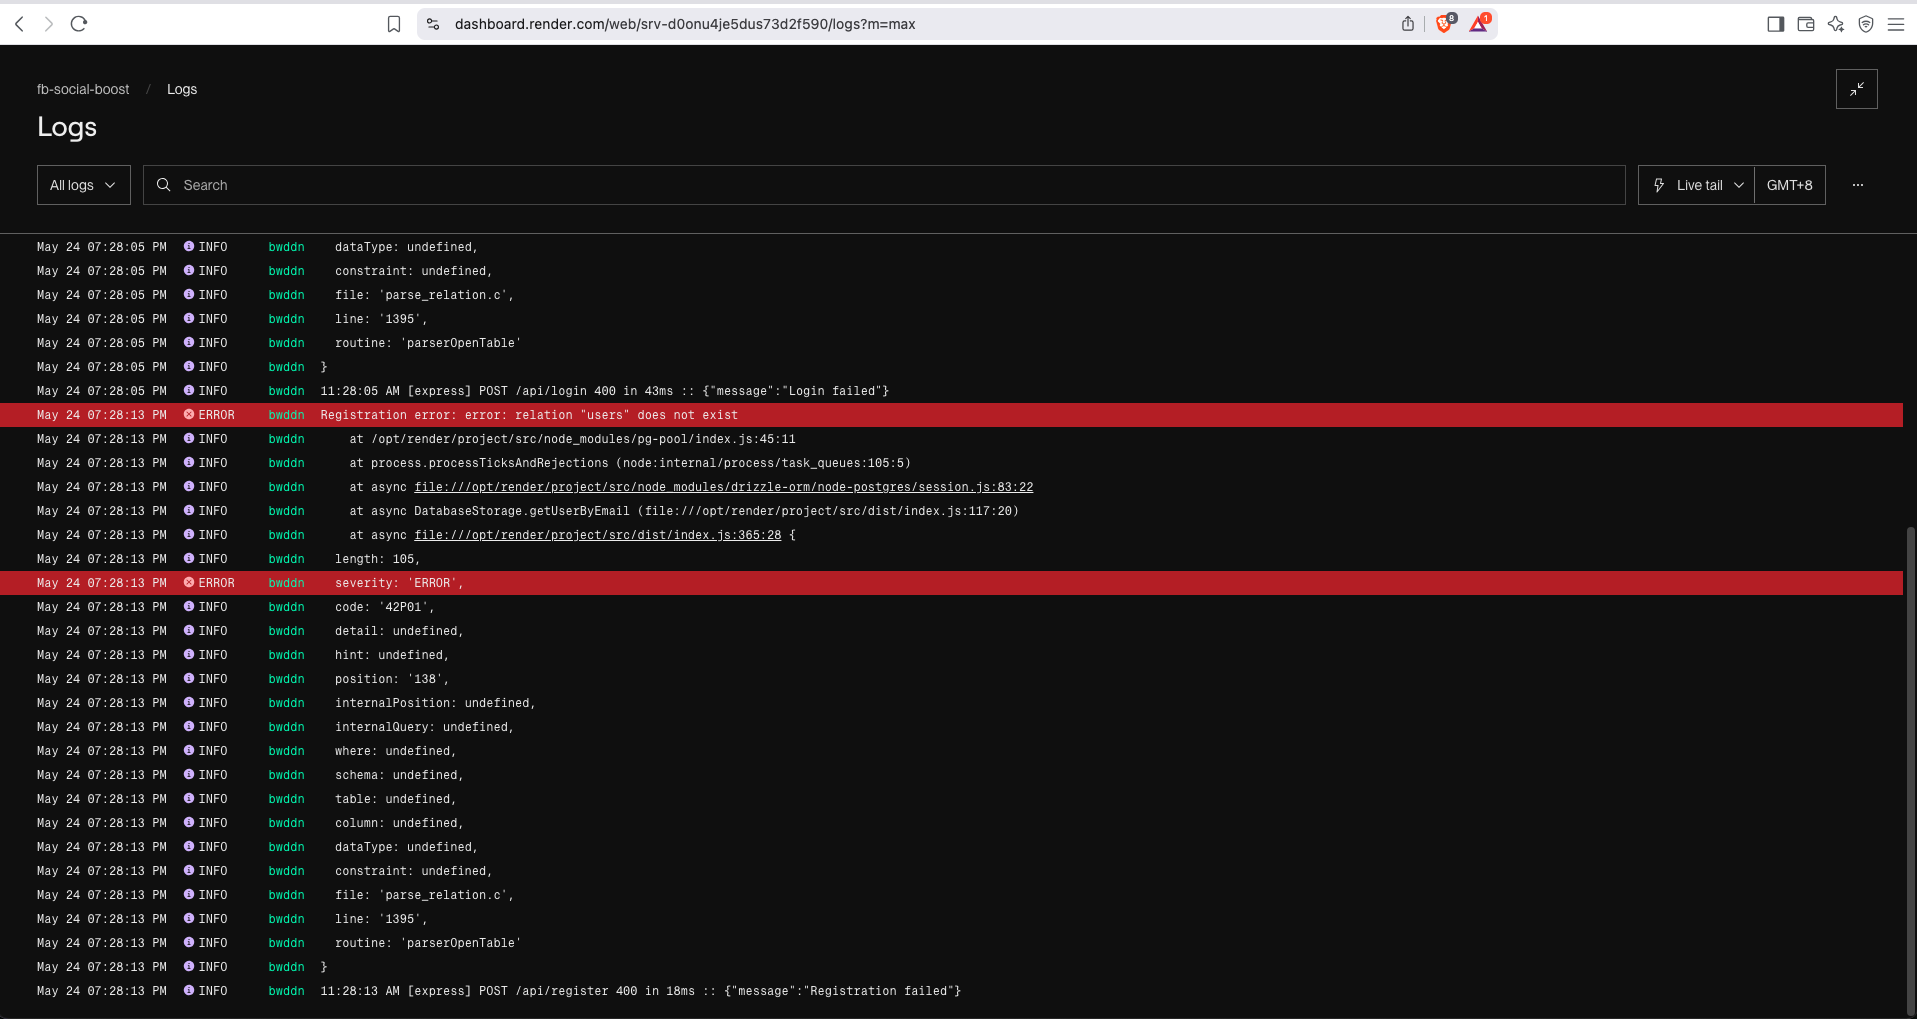 dashboard.render.com/web/srv-d0onu4je5dus73d2f590/logs?m=max
8
1
fb-social-boost / Logs
Logs
All logs
Search
Live tail
GMT+8
...
May 24 07:28:05 PM INFO bwddn dataType: undefined,
May 24 07:28:05 PM INFO bwddn constraint: undefined,
May 24 07:28:05 PM INFO bwddn file: 'parse_relation.c',
May 24 07:28:05 PM INFO bwddn line: '1395',
May 24 07:28:05 PM INFO bwddn routine: 'parserOpenTable'
May 24 07:28:05 PM INFO bwddn }
May 24 07:28:05 PM INFO bwddn 11:28:05 AM [express] POST /api/login 400 in 43ms :: {"message":"Login failed"}
May 24 07:28:13 PM ERROR bwddn Registration error: error: relation "users" does not exist
May 24 07:28:13 PM INFO bwddn at /opt/render/project/src/node_modules/pg-pool/index.js:45:11
May 24 07:28:13 PM INFO bwddn at process.processTicksAndRejections (node:internal/process/task_queues:105:5)
May 24 07:28:13 PM INFO bwddn at async file:///opt/render/project/src/node_modules/drizzle-orm/node-postgres/session.js:83:22
May 24 07:28:13 PM INFO bwddn at async DatabaseStorage.getUserByEmail (file:///opt/render/project/src/dist/index.js:117:20)
May 24 07:28:13 PM INFO bwddn at async file:///opt/render/project/src/dist/index.js:365:28 {
May 24 07:28:13 PM INFO bwddn length: 105,
May 24 07:28:13 PM ERROR bwddn severity: 'ERROR',
May 24 07:28:13 PM INFO bwddn code: '42P01',
May 24 07:28:13 PM INFO bwddn detail: undefined,
May 24 07:28:13 PM INFO bwddn hint: undefined,
May 24 07:28:13 PM INFO bwddn position: '138',
May 24 07:28:13 PM INFO bwddn internalPosition: undefined,
May 24 07:28:13 PM INFO bwddn internalQuery: undefined,
May 24 07:28:13 PM INFO bwddn where: undefined,
May 24 07:28:13 PM INFO bwddn schema: undefined,
May 24 07:28:13 PM INFO bwddn table: undefined,
May 24 07:28:13 PM INFO bwddn column: undefined,
May 24 07:28:13 PM INFO bwddn dataType: undefined,
May 24 07:28:13 PM INFO bwddn constraint: undefined,
May 24 07:28:13 PM INFO bwddn file: 'parse_relation.c',
May 24 07:28:13 PM INFO bwddn line: '1395',
May 24 07:28:13 PM INFO bwddn routine: 'parserOpenTable'
May 24 07:28:13 PM INFO bwddn }
May 24 07:28:13 PM INFO bwddn 11:28:13 AM [express] POST /api/register 400 in 18ms :: {"message":"Registration failed"}